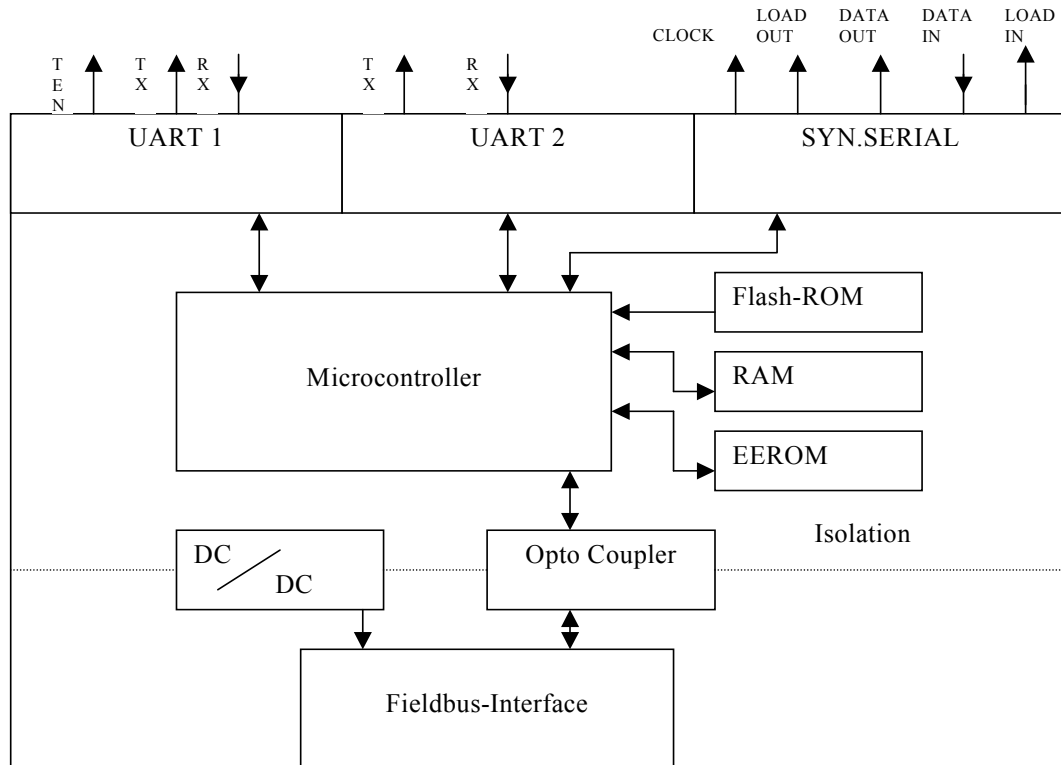 CLOCK
LOAD
OUT
DATA
OUT
DATA
IN
LOAD
IN
T
E
N
T
X
R
X
T
X
R
X
UART 1
UART 2
SYN.SERIAL
Flash-ROM
Microcontroller
RAM
EEROM
Isolation
DC
DC
Opto Coupler
Fieldbus-Interface